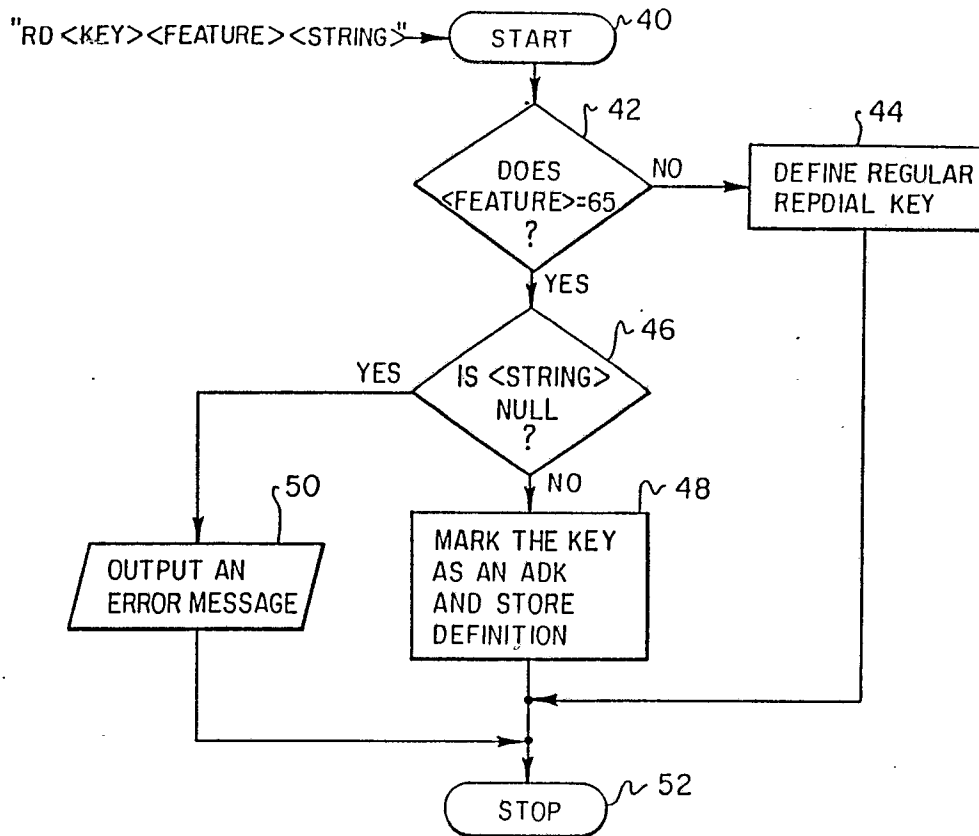 "RD <KEY><FEATURE><STRING>"
START
40
42
DOES
<FEATURE>=65
?
NO
44
DEFINE REGULAR
REPDIAL KEY
YES
46
IS <STRING>
NULL
?
YES
NO
48
MARK THE KEY
AS AN ADK
AND STORE
DEFINITION
50
OUTPUT AN
ERROR MESSAGE
STOP
52